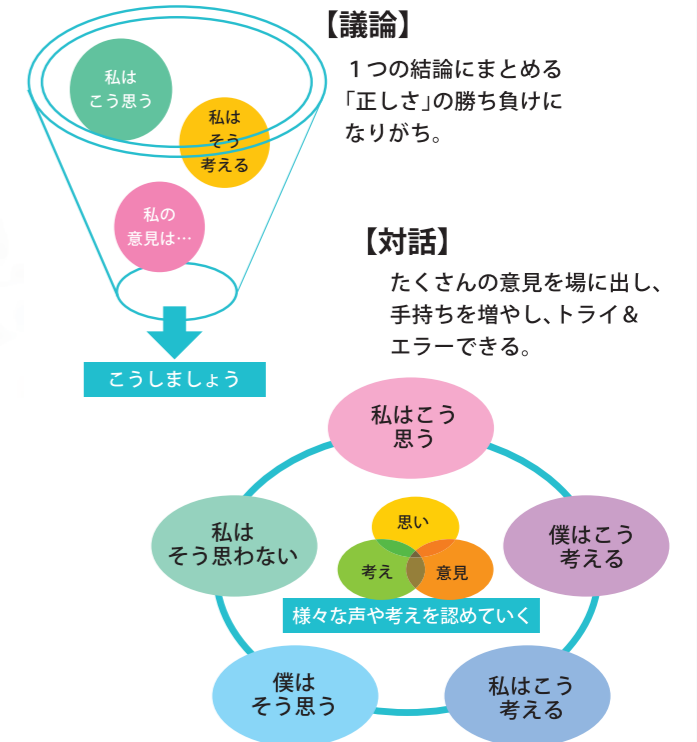 【議論】
１つの結論にまとめる
「正しさ」の勝ち負けに
なりがち。
私は
こう思う
私は
そう
考える
私の
意見は…
こうしましょう
【対話】
たくさんの意見を場に出し、
手持ちを増やし、トライ＆
エラーできる。
私はこう
思う
私は
そう思わない
僕はこう
考える
思い
考え
意見
様々な声や考えを認めていく
僕は
そう思う
私はこう
考える